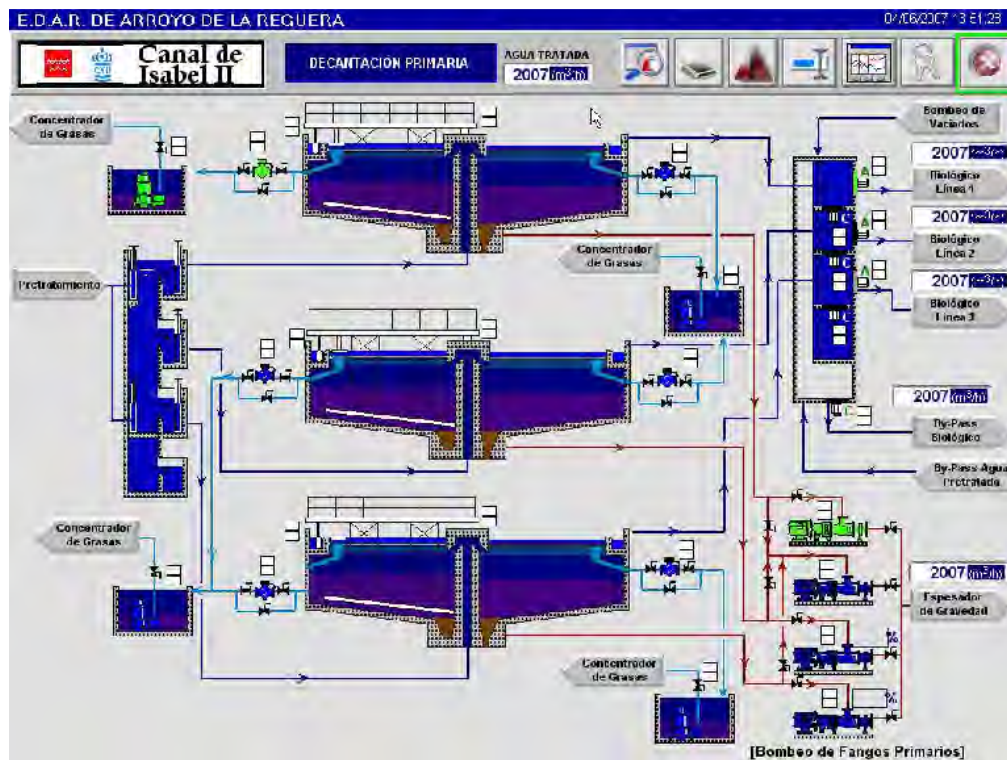 E.D.A.R. DE ARROYO DE LA REGUERA
Canal de
Isabel II
DECANTACIÓN PRIMARIA
AGUA TRATADA
2007
Concentrador
de Grasas
Bombeo de
Vaciados
2007
Biológico
Línea 1
2007
Biológico
Línea 2
2007
Biológico
Línea 3
Concentrador
de Grasas
Pretratamiento
2007
By-Pass
Biológico
By-Pass Agua
Pretratada
Concentrador
de Grasas
2007
Espesador
de Gravedad
Concentrador
de Grasas
[Bombeo de Fangos Primarios]